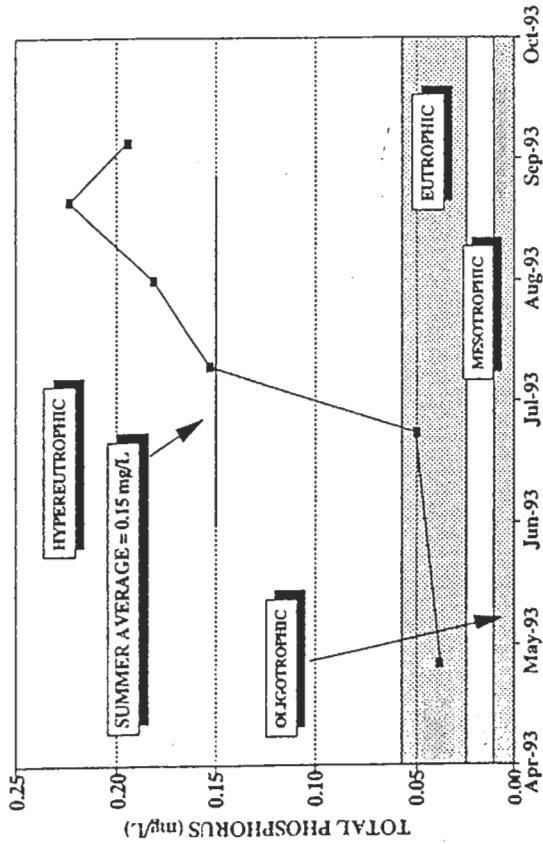 TOTAL PHOSPHORUS (mg/L)
0.25
0.20
0.15
0.10
0.05
0.00
HYPEREUTROPHIC
SUMMER AVERAGE = 0.15 mg/L
OLIGOTROPHIC
EUTROPHIC
MESOTROPHIC
Apr-93
May-93
Jun-93
Jul-93
Aug-93
Sep-93
Oct-93